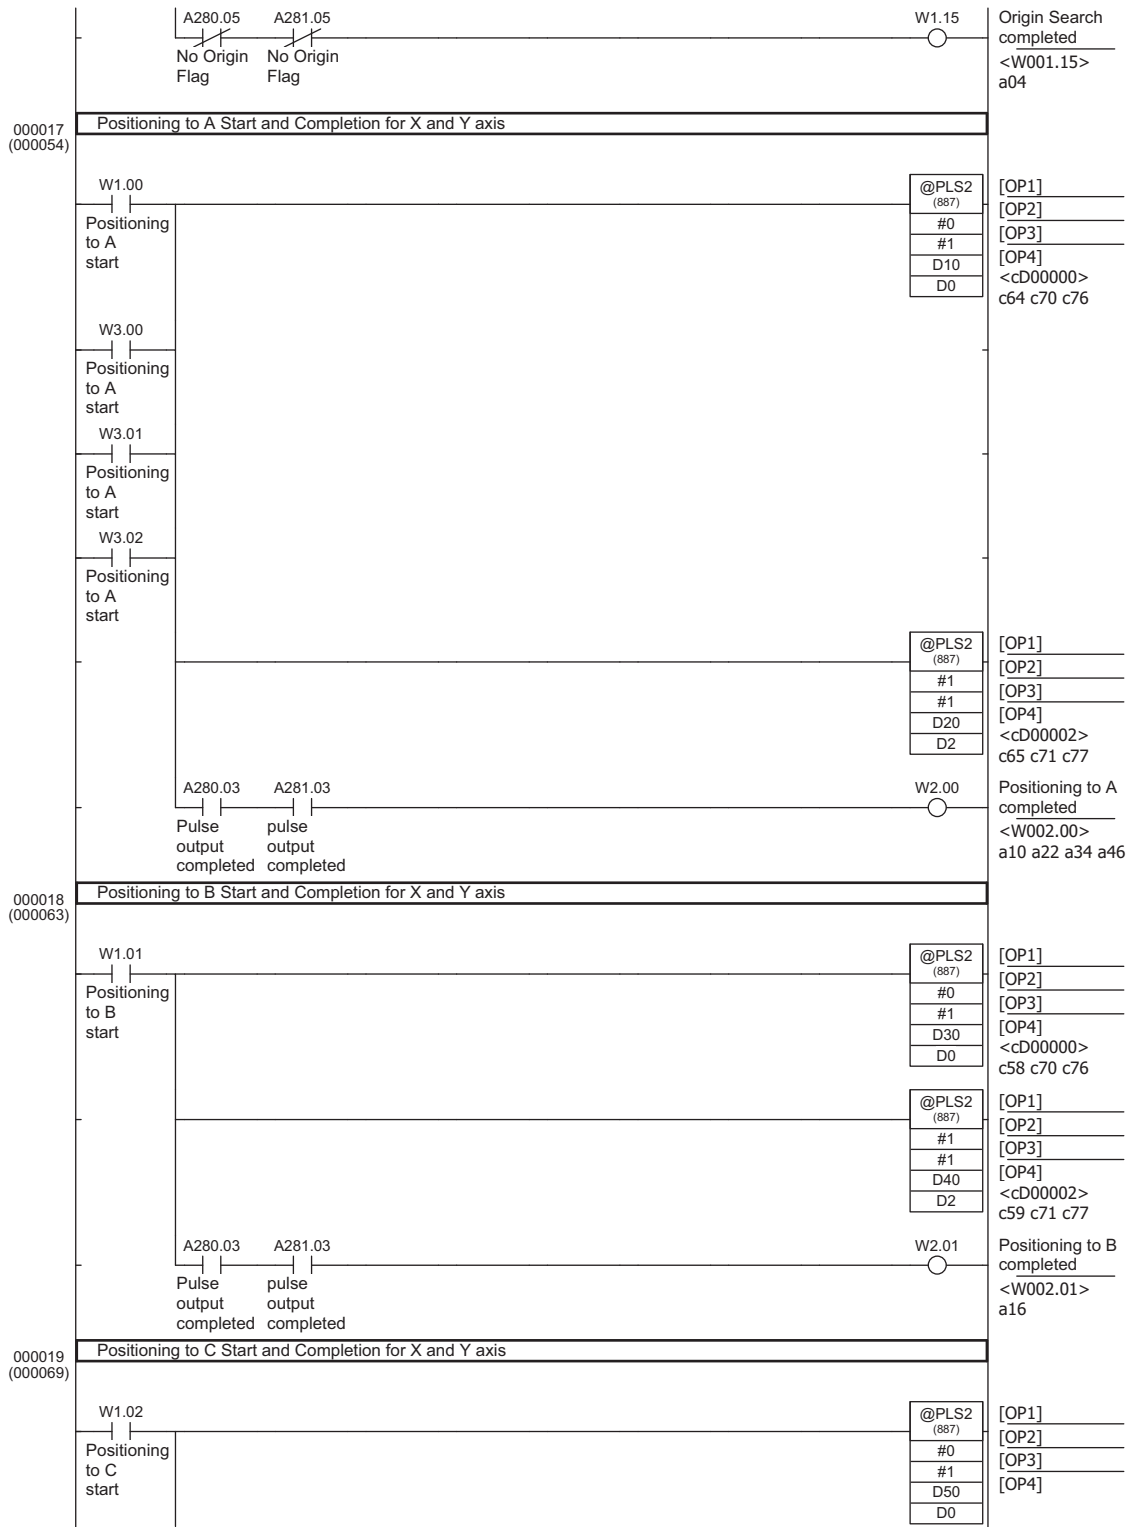 A280.05 A281.05 W1.15 Origin Search
completed
No Origin No Origin
Flag Flag
<W001.15>
a04
000017
(000054)
Positioning to A Start and Completion for X and Y axis
W1.00
Positioning
to A
start
@PLS2
(887)
#0
#1
D10
D0
[OP1]
[OP2]
[OP3]
[OP4]
<cD00000>
c64 c70 c76
W3.00
Positioning
to A
start
W3.01
Positioning
to A
start
W3.02
Positioning
to A
start
@PLS2
(887)
#1
#1
D20
D2
[OP1]
[OP2]
[OP3]
[OP4]
<cD00002>
c65 c71 c77
A280.03 A281.03 W2.00 Positioning to A
completed
Pulse pulse
output output
completed completed
<W002.00>
a10 a22 a34 a46
000018
(000063)
Positioning to B Start and Completion for X and Y axis
W1.01
Positioning
to B
start
@PLS2
(887)
#0
#1
D30
D0
[OP1]
[OP2]
[OP3]
[OP4]
<cD00000>
c58 c70 c76
@PLS2
(887)
#1
#1
D40
D2
[OP1]
[OP2]
[OP3]
[OP4]
<cD00002>
c59 c71 c77
A280.03 A281.03 W2.01 Positioning to B
completed
Pulse pulse
output output
completed completed
<W002.01>
a16
000019
(000069)
Positioning to C Start and Completion for X and Y axis
W1.02
Positioning
to C
start
@PLS2
(887)
#0
#1
D50
D0
[OP1]
[OP2]
[OP3]
[OP4]